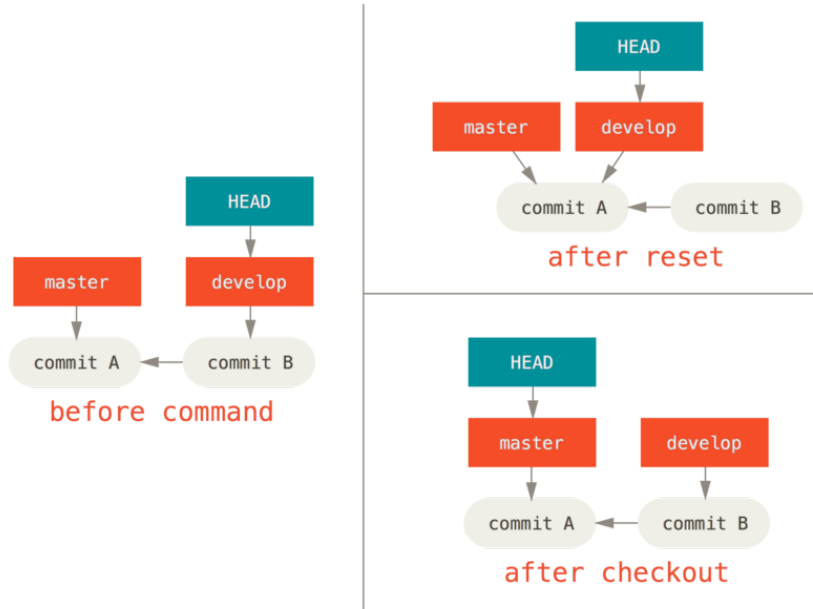 HEAD
master
develop
commit A
commit B
before command
HEAD
master
develop
commit A
commit B
after reset
HEAD
master
develop
commit A
commit B
after checkout